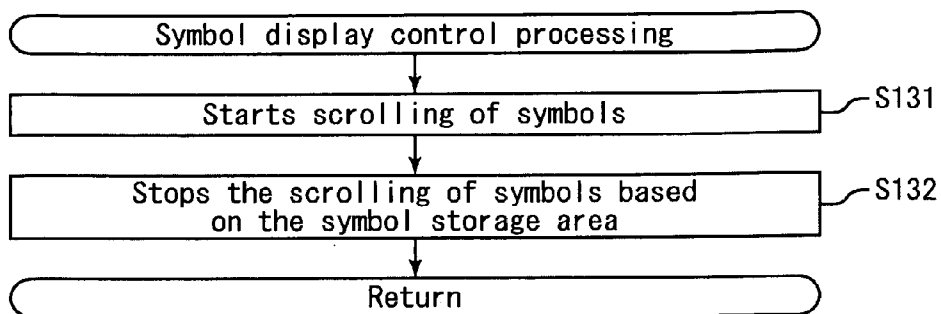 Symbol display control processing
Starts scrolling of symbols
S131
Stops the scrolling of symbols based
on the symbol storage area
S132
Return